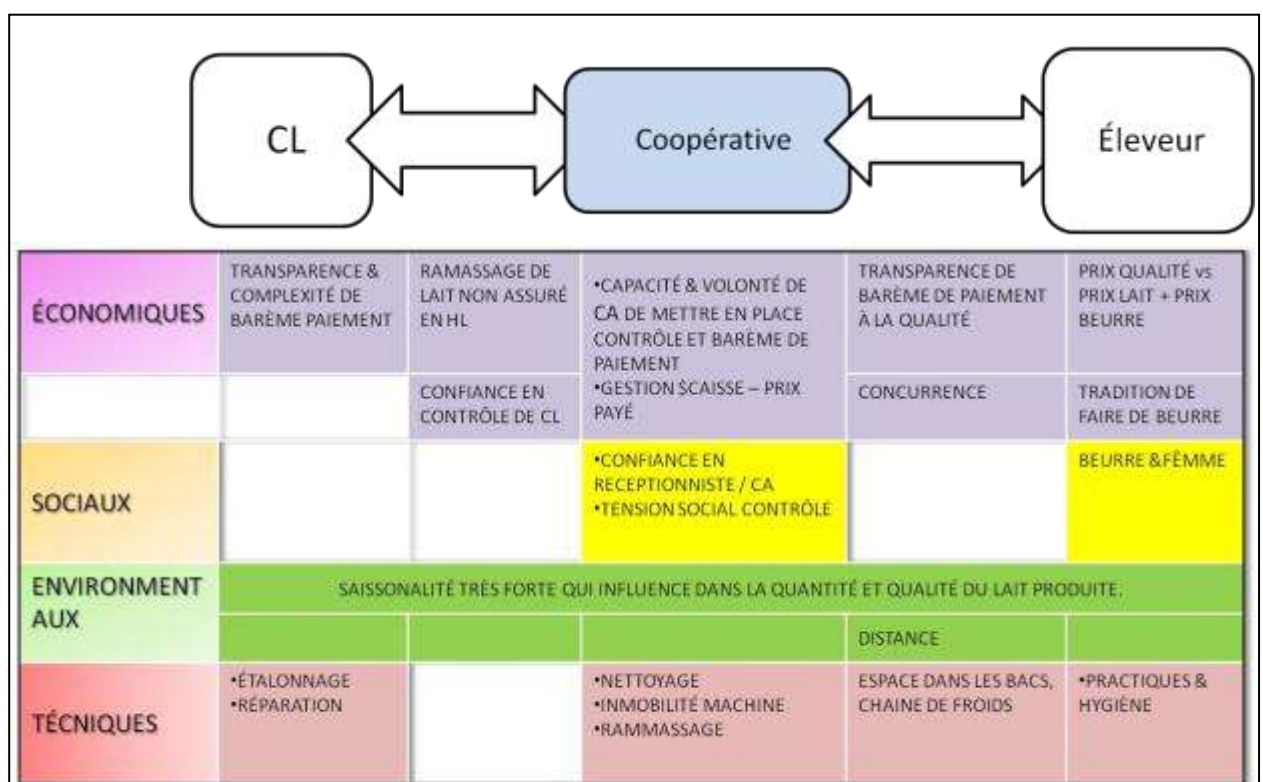 CL
Coopérative
Éleveur
ÉCONOMIQUES
TRANSPARENCE &
COMPLEXITÉ DE
BARÈME PAIEMENT
RAMASSAGE DE
LAIT NON ASSURÉ
EN HL
•CAPACITÉ & VOLONTÉ DE
CA DE METTRE EN PLACE
CONTRÔLE ET BARÈME DE
PAIEMENT
•GESTION $CAISSE – PRIX
PAYÉ
TRANSPARENCE DE
BARÈME DE PAIEMENT
À LA QUALITÉ
PRIX QUALITÉ vs
PRIX LAIT + PRIX
BEURRE
CONFIANCE EN
CONTRÔLE DE CL
CONCURRENCE
TRADITION DE
FAIRE DE BEURRE
SOCIAUX
•CONFIANCE EN
RECEPTIONNISTE / CA
•TENSION SOCIAL CONTRÔLE
BEURRE &FÊMME
ENVIRONMENT
AUX
SAISSONALITÉ TRÈS FORTE QUI INFLUENCE DANS LA QUANTITÉ ET QUALITÉ DU LAIT PRODUITE.
DISTANCE
TÉCNIQUES
•ÉTALONNAGE
•RÉPARATION
•NETTOYAGE
•INMOBILITÉ MACHINE
•RAMMASSAGE
ESPACE DANS LES BACS,
CHAINE DE FROIDS
•PRACTIQUES &
HYGIÈNE